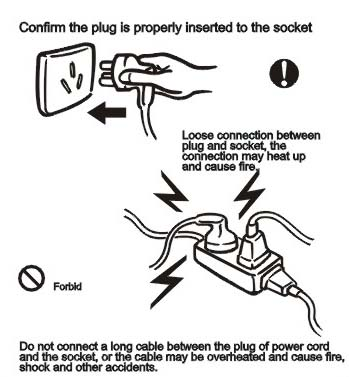 Confirm the plug is properly inserted to the socket
Loose connection between
plug and socket, the
connection may heat up
and cause fire.
Forbid
Do not connect a long cable between the plug of power cord
and the socket, or the cable may be overheated and cause fire,
shock and other accidents.